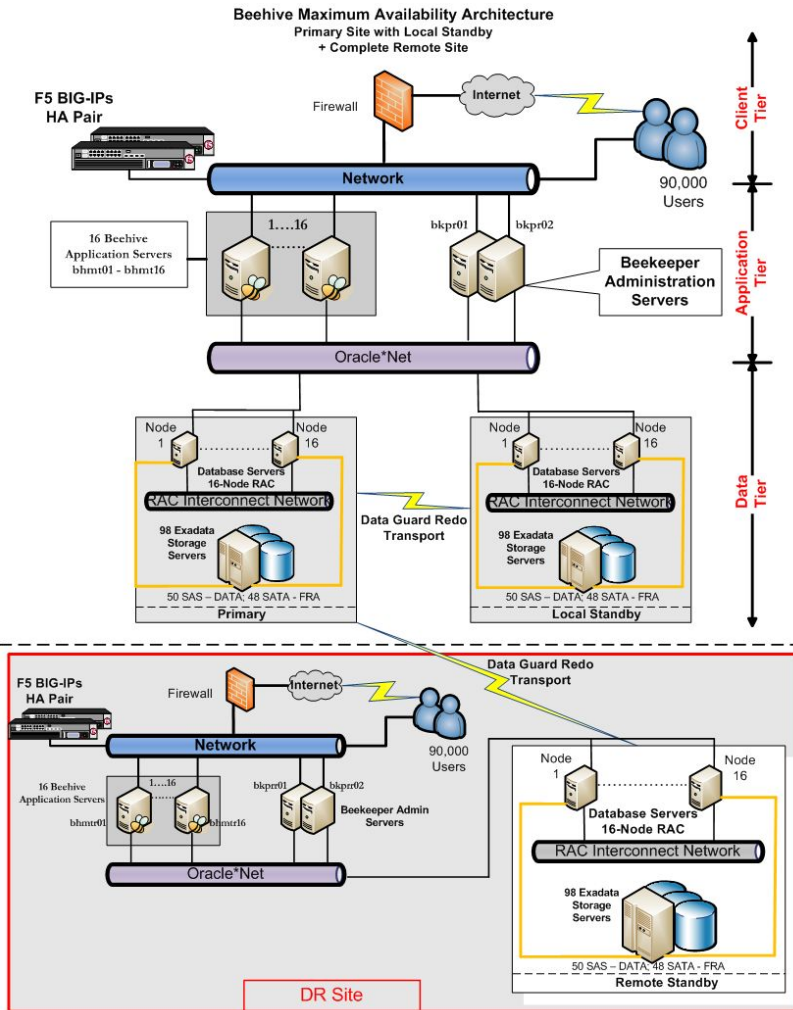 Beehive Maximum Availability Architecture
Primary Site with Local Standby
+ Complete Remote Site
F5 BIG-IPs
HA Pair
Firewall
Internet
90,000
Users
Network
Client
Tier
16 Beehive
Application Servers
bhmt01 - bhmt16
1....16
bkpr01
bkpr02
Beekeeper
Administration
Servers
Application
Tier
Oracle*Net
Node
1
Node
16
Database Servers
16-Node RAC
RAC Interconnect Network
98 Exadata
Storage
Servers
50 SAS – DATA; 48 SATA - FRA
Primary
Data Guard Redo
Transport
Node
1
Node
16
Database Servers
16-Node RAC
RAC Interconnect Network
98 Exadata
Storage
Servers
50 SAS – DATA; 48 SATA - FRA
Local Standby
Data
Tier
Data Guard Redo
Transport
F5 BIG-IPs
HA Pair
Firewall
Internet
90,000
Users
Network
16 Beehive
Application Servers
1....16
bhmtr01
bhmtr16
bkprr01
bkprr02
Beekeeper Admin
Servers
Oracle*Net
Node
1
Node
16
Database Servers
16-Node RAC
RAC Interconnect Network
98 Exadata
Storage
Servers
50 SAS – DATA; 48 SATA - FRA
Remote Standby
DR Site